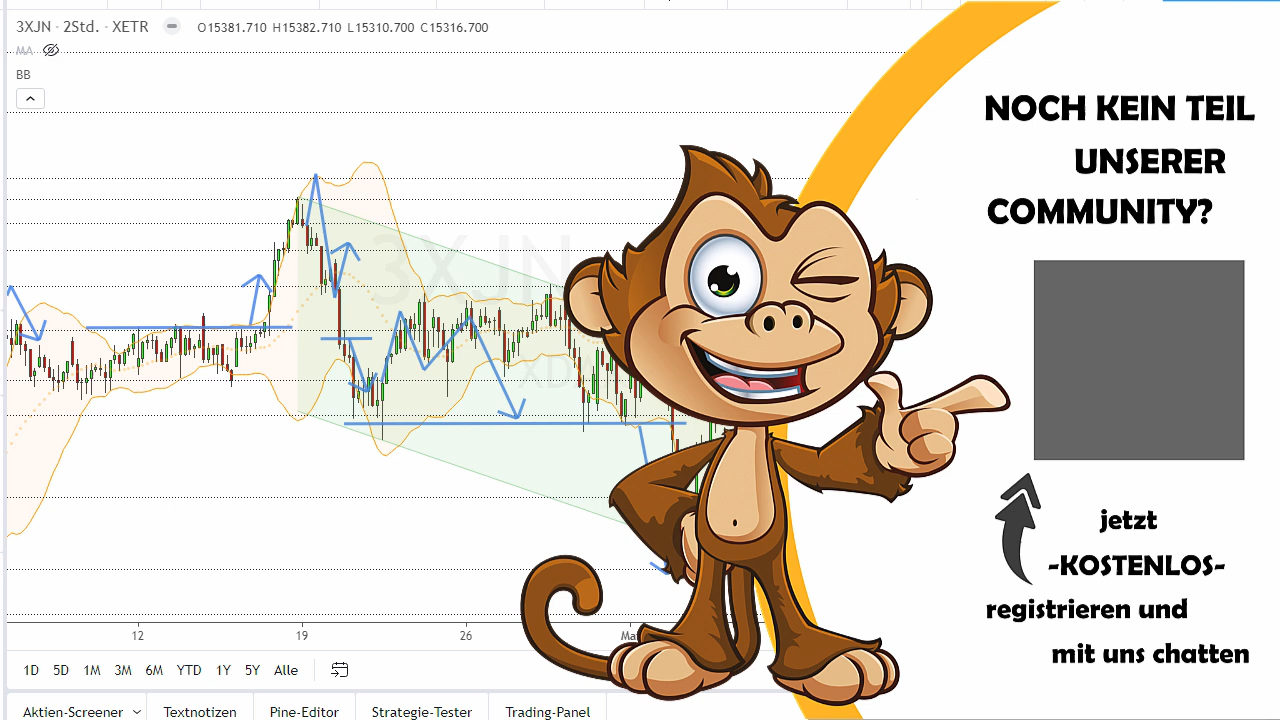 3XJN · 2Std. · XETR
O15381.710 H15382.710 L15310.700 C15316.700
MA
BB
3XJN
NOCH KEIN TEIL
UNSERER
COMMUNITY?
jetzt
-KOSTENLOS-
registrieren und
mit uns chatten
12 19 26
1D 5D 1M 3M 6M YTD 1Y 5Y Alle
Textnotizen Pine-Editor Strategie-Tester Trading-Panel